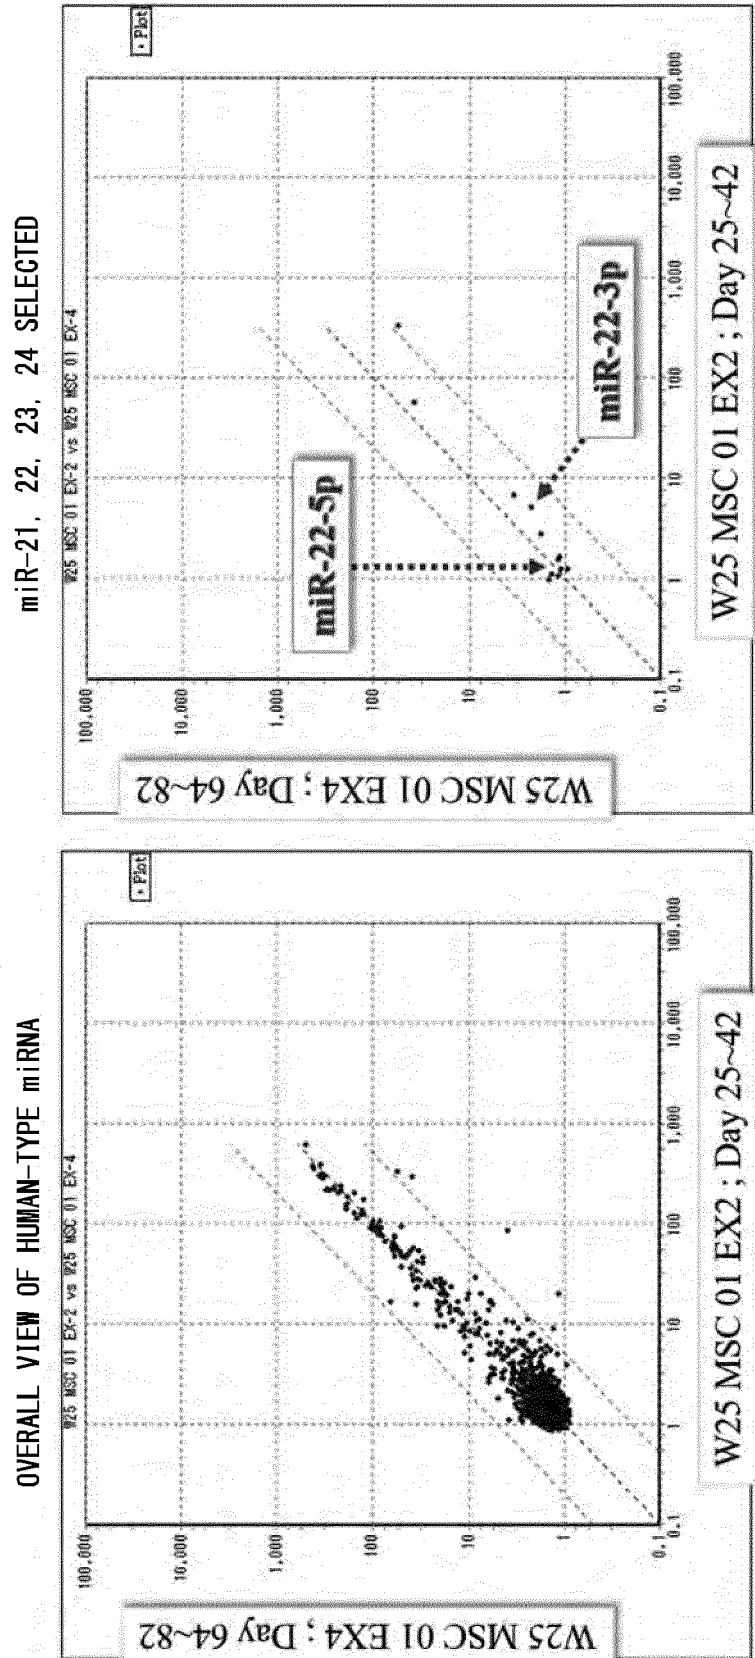 OVERALL VIEW OF HUMAN-TYPE miRNA
W25 MSC 01 EX-2 vs W25 MSC 01 EX-4
Plot
100,000
10,000
1,000
100
10
1
0.1
W25 MSC 01 EX4 ; Day 64~82
0.1
1
10
100
1,000
10,000
100,000
W25 MSC 01 EX2 ; Day 25~42
miR-21, 22, 23, 24 SELECTED
W25 MSC 01 EX-2 vs W25 MSC 01 EX-4
Plot
100,000
10,000
1,000
100
10
1
0.1
W25 MSC 01 EX4 ; Day 64~82
miR-22-5p
miR-22-3p
0.1
1
10
100
1,000
10,000
100,000
W25 MSC 01 EX2 ; Day 25~42